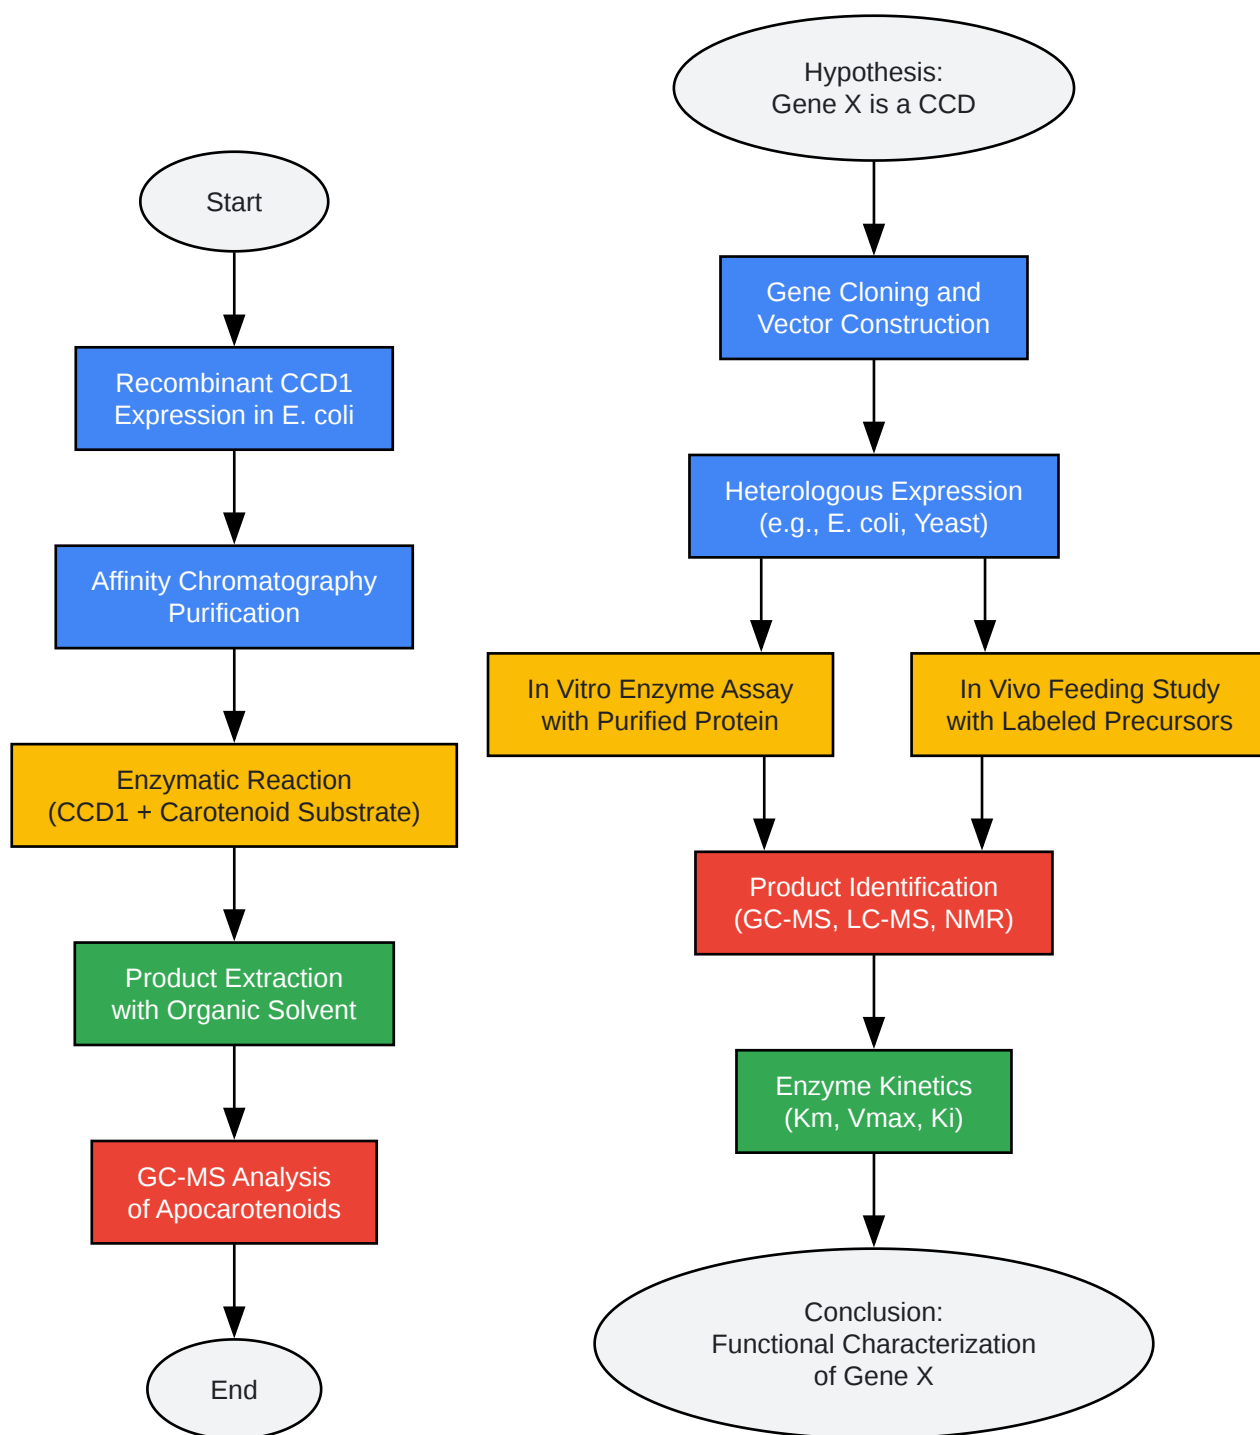 Start
Recombinant CCD1
Expression in E. coli
Affinity Chromatography
Purification
Enzymatic Reaction
(CCD1 + Carotenoid Substrate)
Product Extraction
with Organic Solvent
GC-MS Analysis
of Apocarotenoids
End
Hypothesis:
Gene X is a CCD
Gene Cloning and
Vector Construction
Heterologous Expression
(e.g., E. coli, Yeast)
In Vitro Enzyme Assay
with Purified Protein
In Vivo Feeding Study
with Labeled Precursors
Product Identification
(GC-MS, LC-MS, NMR)
Enzyme Kinetics
(Km, Vmax, Ki)
Conclusion:
Functional Characterization
of Gene X